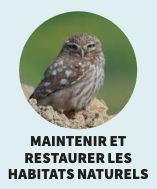 MAINTENIR ET
RESTAURER LES
HABITATS NATURELS